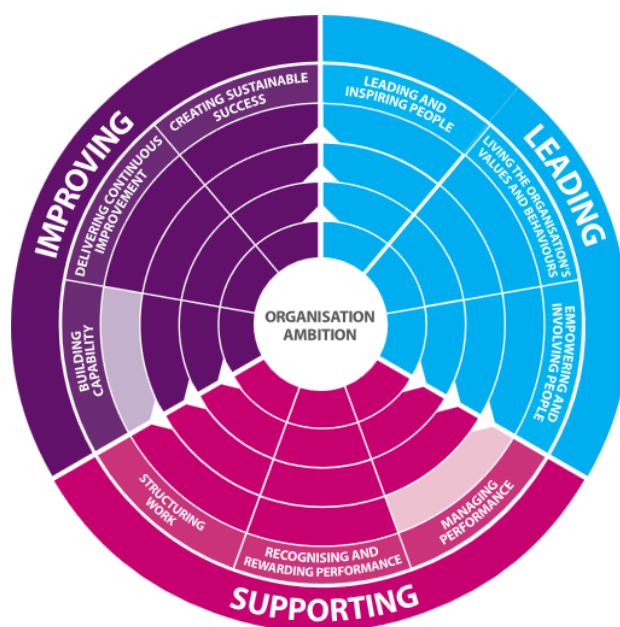 IMPROVING
CREATING SUSTAINABLE
SUCCESS
DELIVERING CONTINUOUS
IMPROVEMENT
BUILDING
CAPABILITY
LEADING
LEADING AND
INSPIRING PEOPLE
LIVING THE ORGANISATION'S
VALUES AND BEHAVIOURS
EMPOWERING AND
INVOLVING PEOPLE
ORGANISATION
AMBITION
STRUCTURING
WORK
RECOGNISING AND
REWARDING PERFORMANCE
MANAGING
PERFORMANCE
SUPPORTING